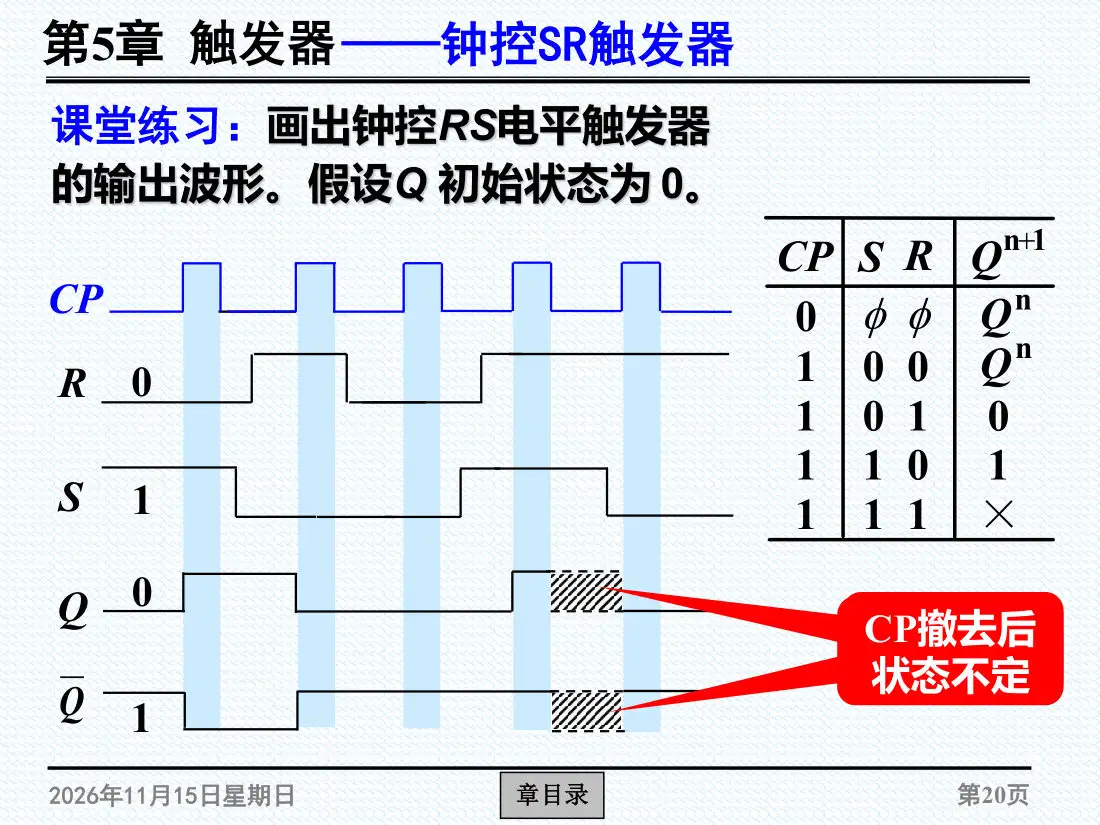 第5章 触发器——钟控SR触发器
课堂练习：画出钟控RS电平触发器
的输出波形。假设Q 初始状态为 0。
CP S R Qⁿ⁺¹
0 ϕ ϕ Qⁿ
1 0 0 Qⁿ
1 0 1 0
1 1 0 1
1 1 1 ×
CP
R 0
S 1
Q 0
Q̅ 1
CP撤去后
状态不定
2026年11月15日星期日
章目录
第20页